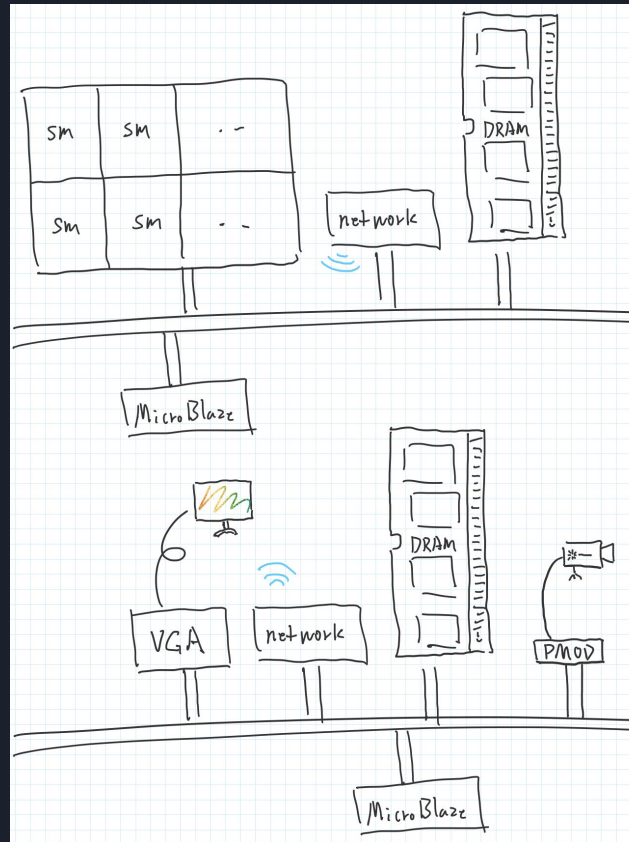 SM SM . -
SM SM - -
network
DRAM
MicroBlaze
VGA
network
DRAM
PMOD
MicroBlaze